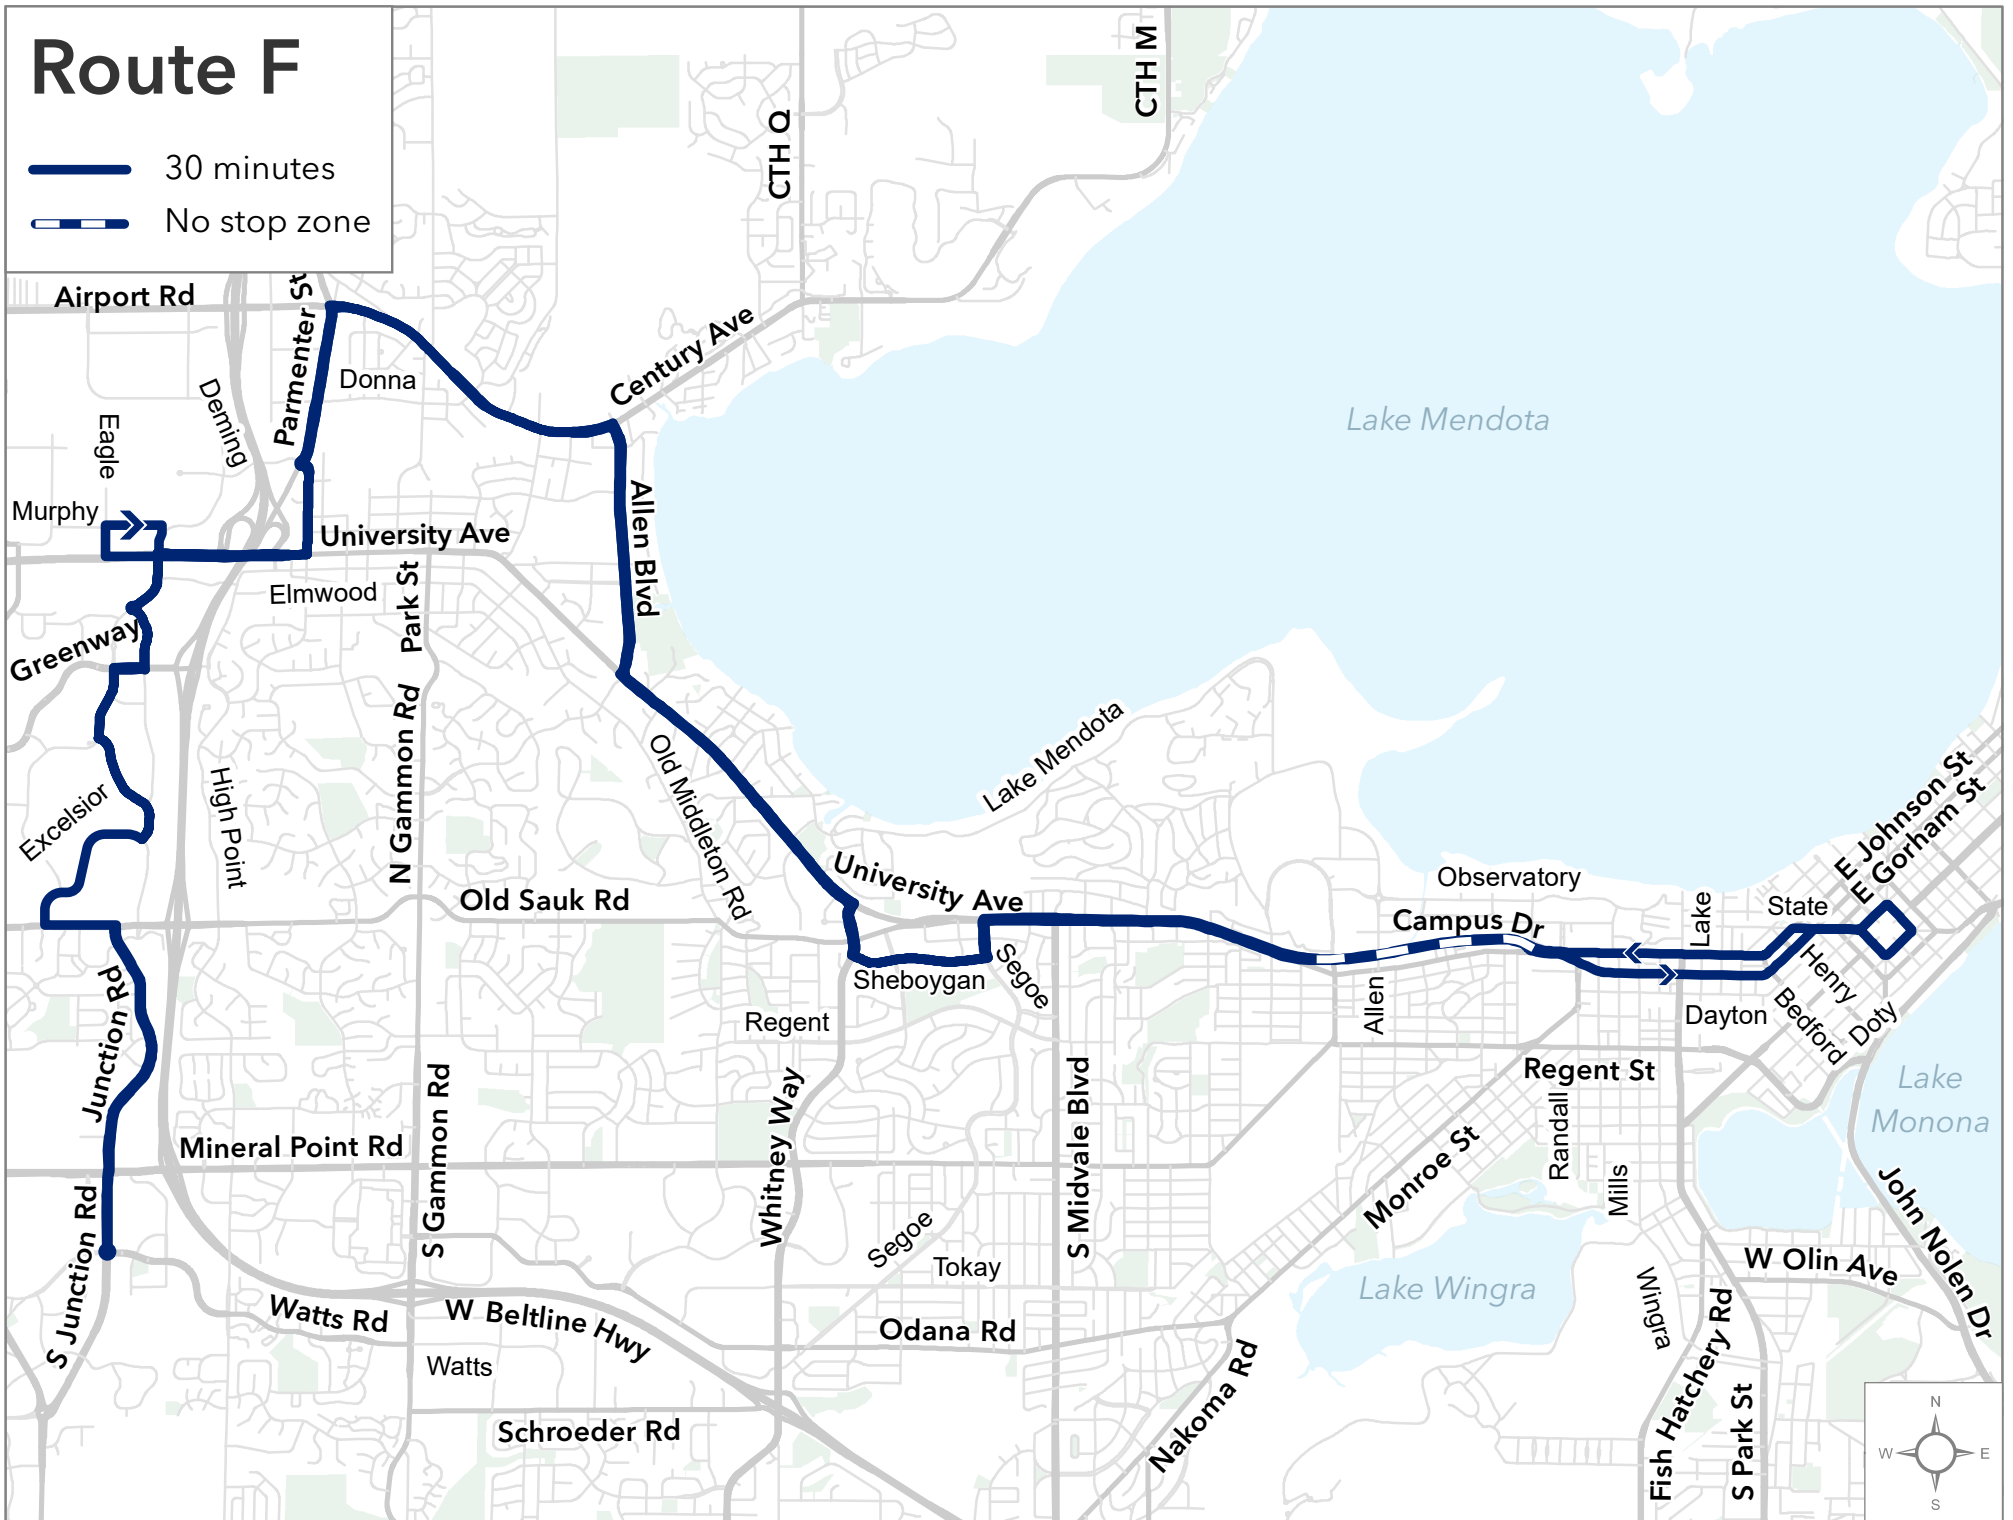 Route F
30 minutes
No stop zone
CTH Q
CTH M
Airport Rd
Parmenter St
Donna
Deming
Eagle
Murphy
Century Ave
Allen Blvd
Lake Mendota
University Ave
Elmwood
Park St
Greenway
N Gammon Rd
High Point
Excelsior
Old Middleton Rd
Lake Mendota
E Johnson St
E Gorham St
University Ave
Old Sauk Rd
Observatory
Campus Dr
Lake
State
Henry
Bedford
Doty
Dayton
Segoe
Sheboygan
Regent
Allen
Junction Rd
Regent St
Randall
Mills
Lake
Monona
S Gammon Rd
Whitney Way
S Midvale Blvd
Mineral Point Rd
Monroe St
John Nolen Dr
S Junction Rd
Segoe
Tokay
Lake Wingra
Wingra
W Olin Ave
Watts Rd
W Beltline Hwy
Odana Rd
Watts
Nakoma Rd
Fish Hatchery Rd
S Park St
Schroeder Rd
N
W E
S